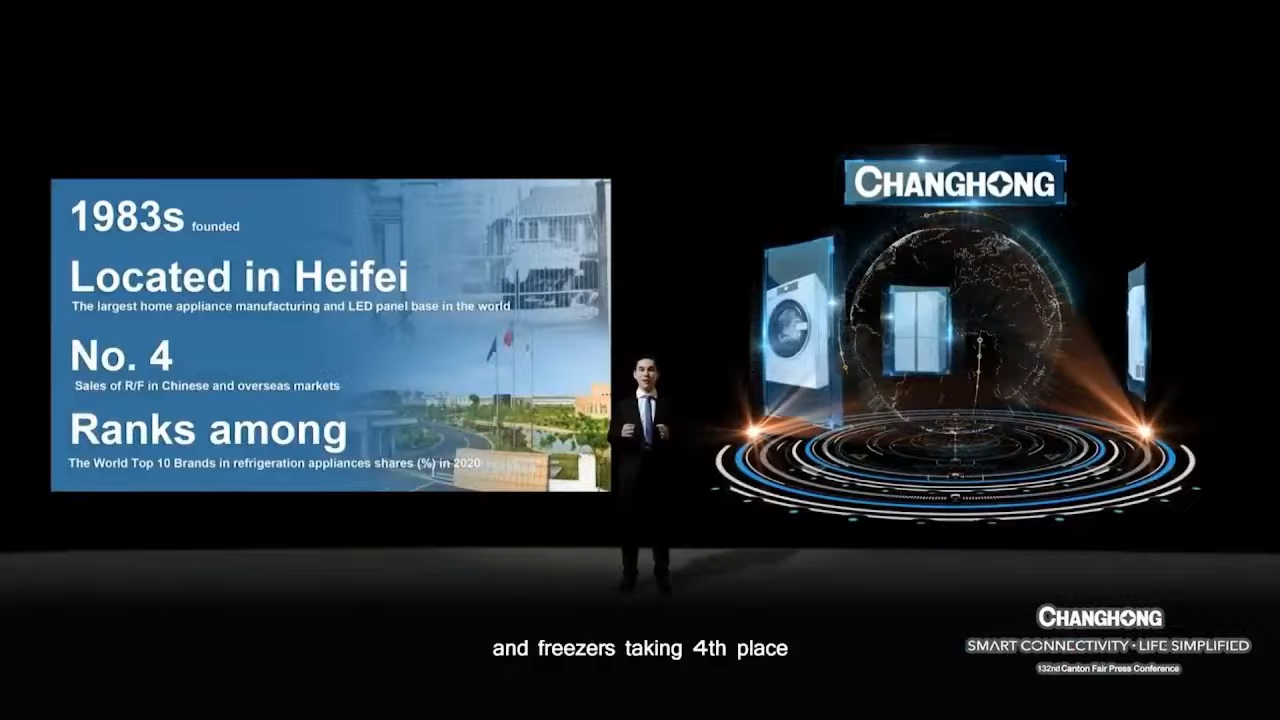 1983s founded
Located in Heifei
The largest home appliance manufacturing and LED panel base in the world
No. 4
Sales of R/F in Chinese and overseas markets
Ranks among
The World Top 10 Brands in refrigeration appliances shares (%) in 2020
CHANGHONG
and freezers taking 4th place
CHANGHONG
SMART CONNECTIVITY · LIFE SIMPLIFIED
132nd Canton Fair Press Conference